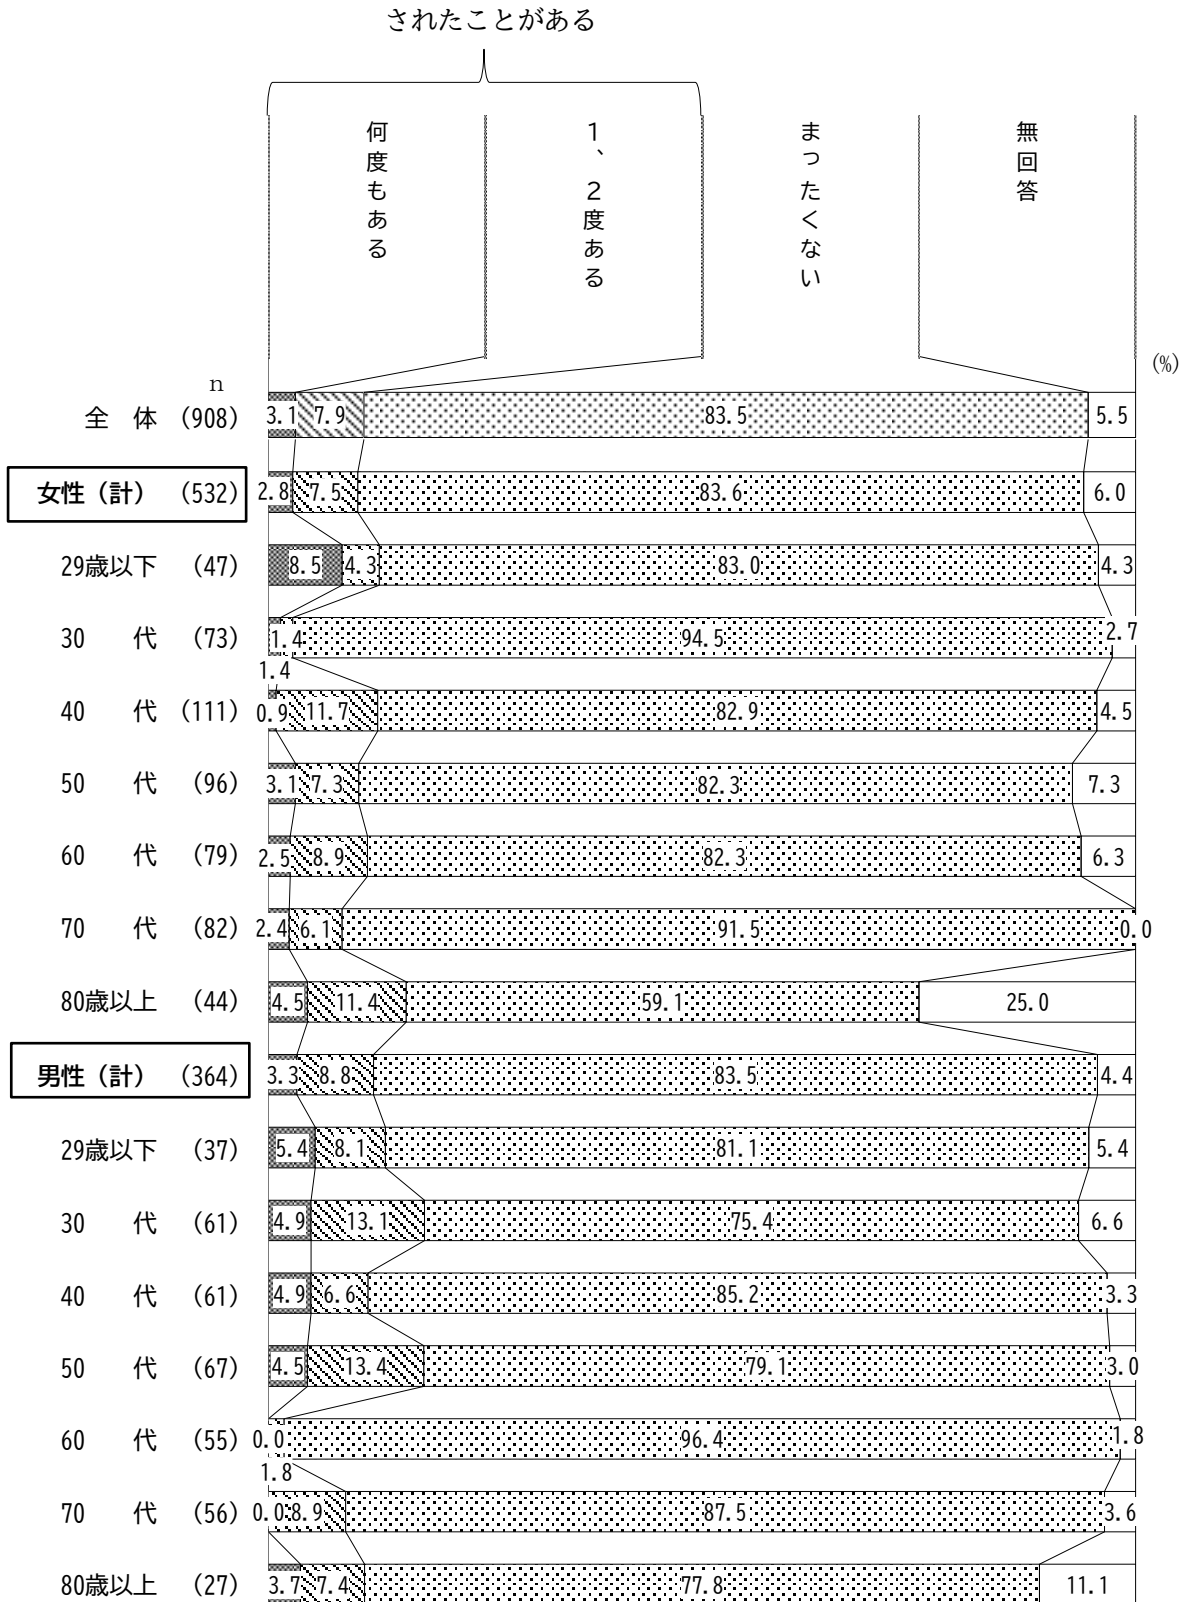 されたことがある
何度もある
1、2度ある
まったくない
無回答
(%)
n
全　体 (908) 3.1 7.9 83.5 5.5
女性（計） (532) 2.8 7.5 83.6 6.0
29歳以下 (47) 8.5 4.3 83.0 4.3
30　代 (73) 1.4 94.5 2.7
1.4
40　代 (111) 0.9 11.7 82.9 4.5
50　代 (96) 3.1 7.3 82.3 7.3
60　代 (79) 2.5 8.9 82.3 6.3
70　代 (82) 2.4 6.1 91.5 0.0
80歳以上 (44) 4.5 11.4 59.1 25.0
男性（計） (364) 3.3 8.8 83.5 4.4
29歳以下 (37) 5.4 8.1 81.1 5.4
30　代 (61) 4.9 13.1 75.4 6.6
40　代 (61) 4.9 6.6 85.2 3.3
50　代 (67) 4.5 13.4 79.1 3.0
60　代 (55) 0.0 96.4 1.8
1.8
70　代 (56) 0.0 8.9 87.5 3.6
80歳以上 (27) 3.7 7.4 77.8 11.1